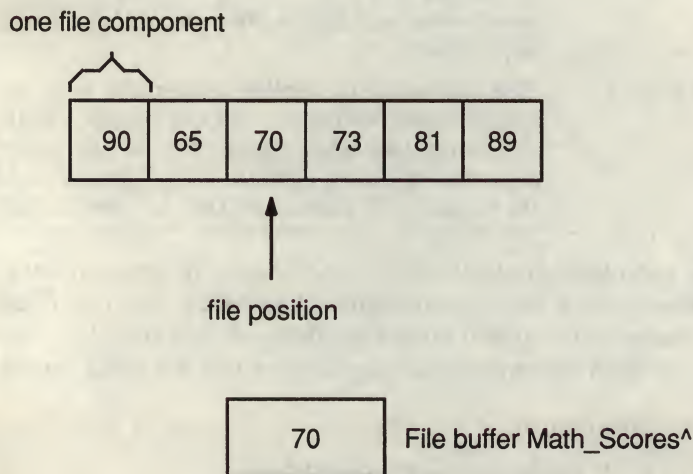 one file component
90 65 70 73 81 89
file position
70 File buffer Math_Scores^